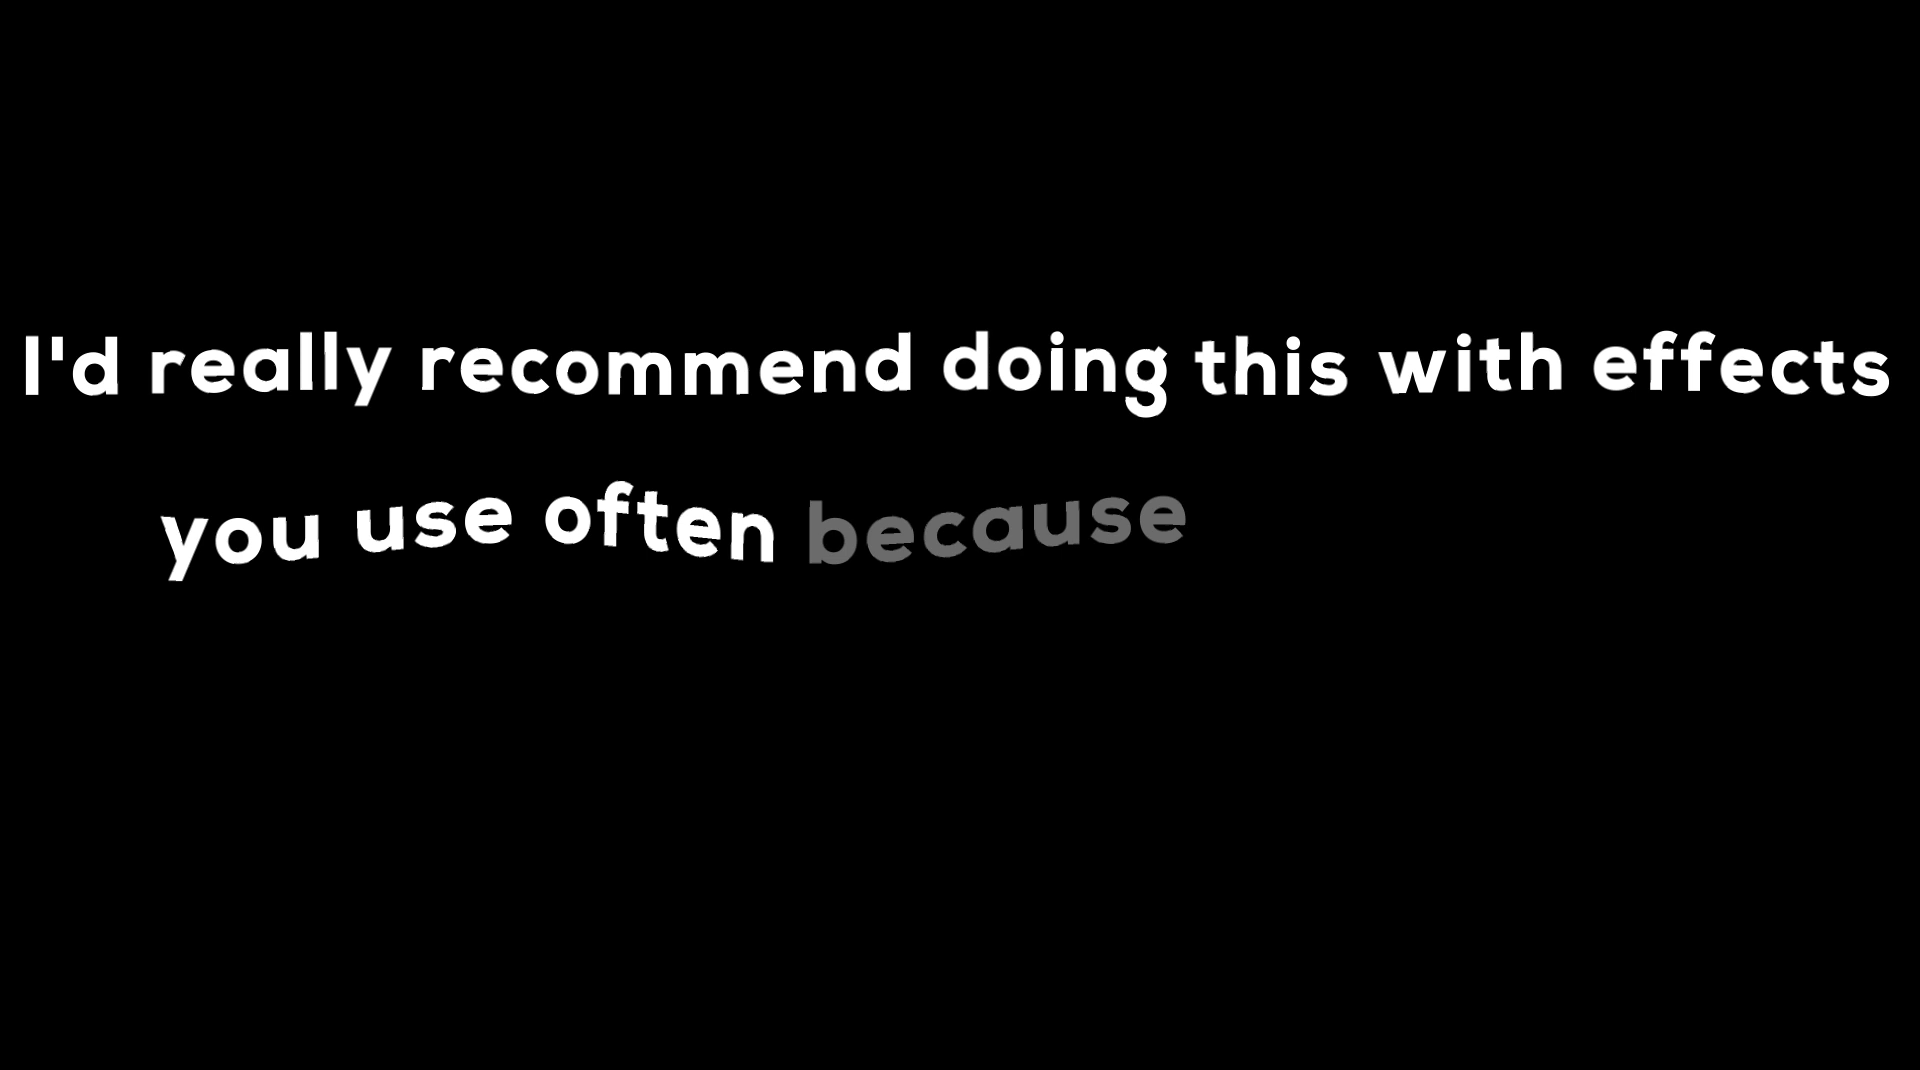 I'd really recommend doing this with effects
you use often because